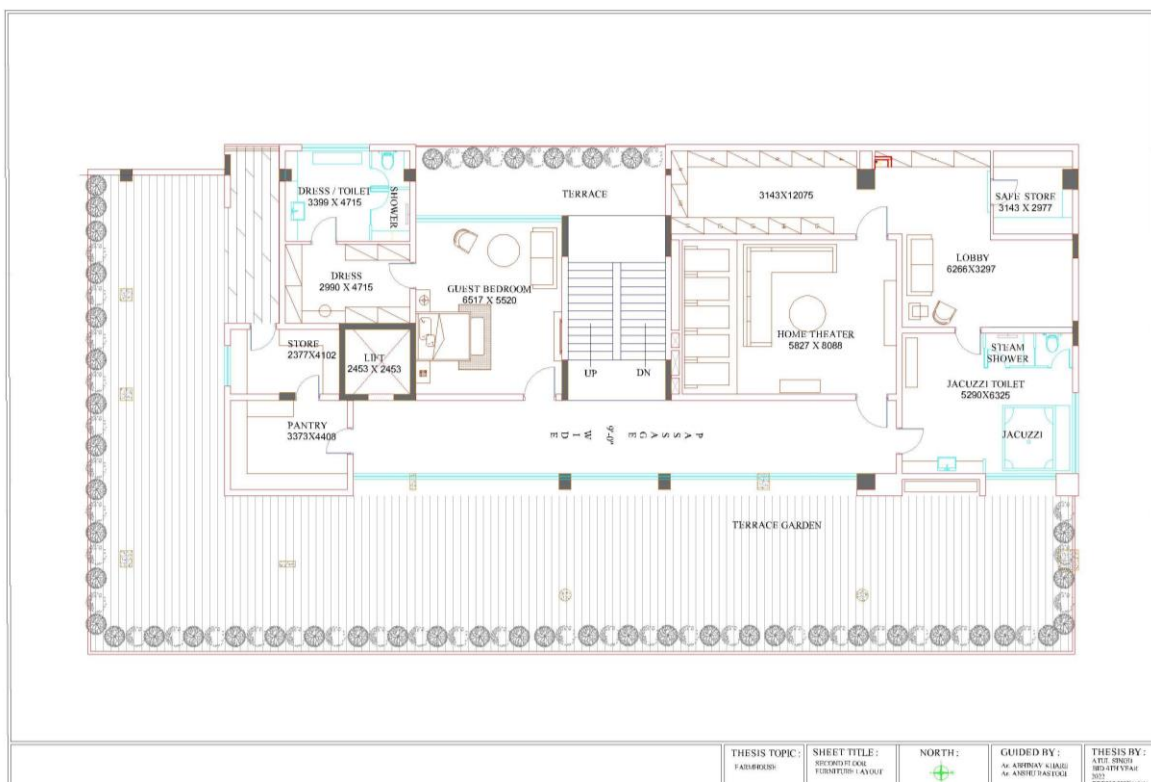 DRESS / TOILET
3399 X 4715
SHOWER
TERRACE
3143X12075
SAFE STORE
3143 X 2977
DRESS
2990 X 4715
GUEST BEDROOM
6517 X 5520
LOBBY
6266X3297
STORE
2377X4102
LIFT
2453 x 2453
HOME THEATER
5827 X 8088
STEAM
SHOWER
UP
DN
JACUZZI TOILET
5290X6325
PANTRY
3373X4408
PASSAGE
9'-0"
WIDE
JACUZZI
TERRACE GARDEN
THESIS TOPIC :
FARMHOUSE
SHEET TITLE :
SECOND FLOOR
FURNITURE LAYOUT
NORTH :
GUIDED BY :
Ar. ABHINAV
Ar. ANSHU RASTOGI
THESIS BY :
ATUL SINGH
4TH YEAR
2022